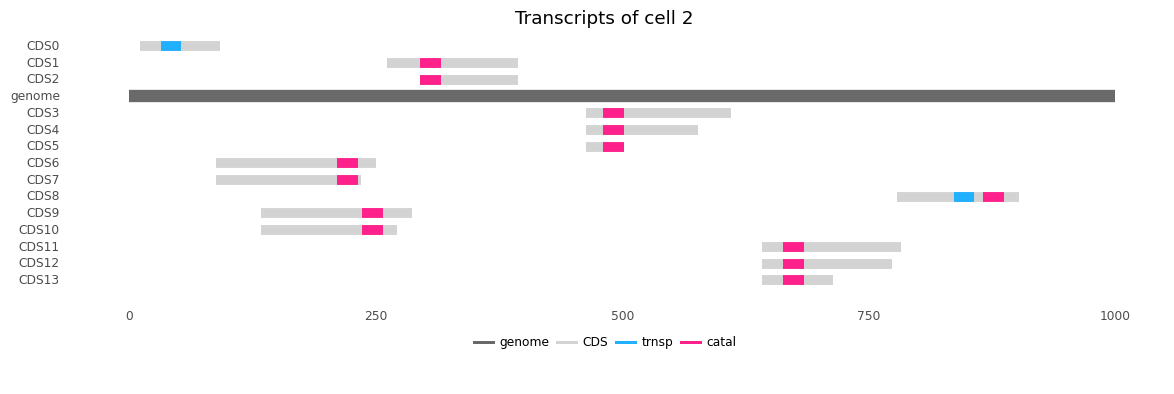 Transcripts of cell 2
CDS0
CDS1
CDS2
genome
CDS3
CDS4
CDS5
CDS6
CDS7
CDS8
CDS9
CDS10
CDS11
CDS12
CDS13
0 250 500 750 1000
genome CDS trnsp catal